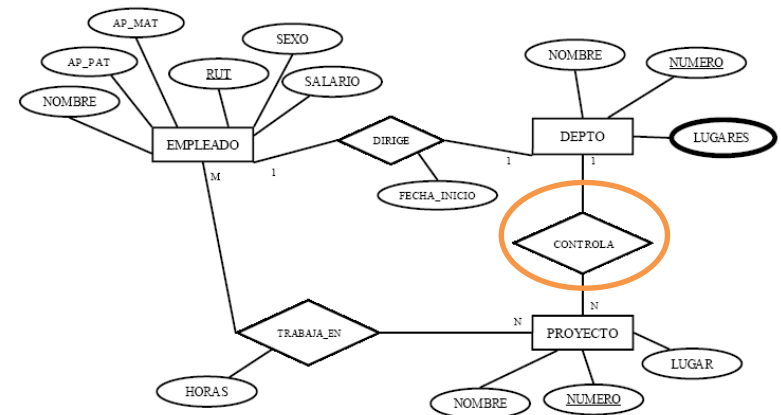 AP_MAT
SEXO
NOMBRE
NUMERO
AP_PAT
RUT
SALARIO
NOMBRE
EMPLEADO
DIRIGE
DEPTO
LUGARES
M
1
1
1
FECHA_INICIO
CONTROLA
N
TRABAJA_EN
N
PROYECTO
LUGAR
HORAS
NOMBRE
NUMERO